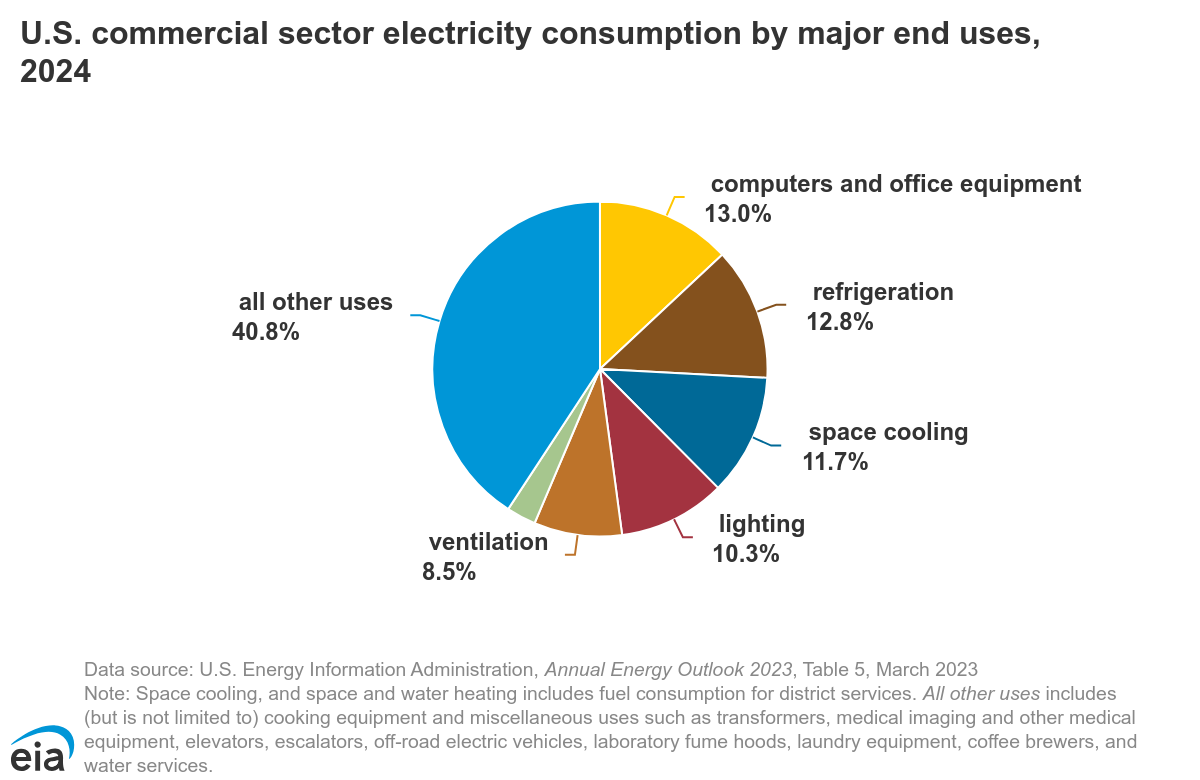 U.S. commercial sector electricity consumption by major end uses,
2024
computers and office equipment
13.0%
refrigeration
12.8%
all other uses
40.8%
space cooling
11.7%
lighting
10.3%
ventilation
8.5%
Data source: U.S. Energy Information Administration, Annual Energy Outlook 2023, Table 5, March 2023
Note: Space cooling, and space and water heating includes fuel consumption for district services. All other uses includes
(but is not limited to) cooking equipment and miscellaneous uses such as transformers, medical imaging and other medical
equipment, elevators, escalators, off-road electric vehicles, laboratory fume hoods, laundry equipment, coffee brewers, and
water services.
eia